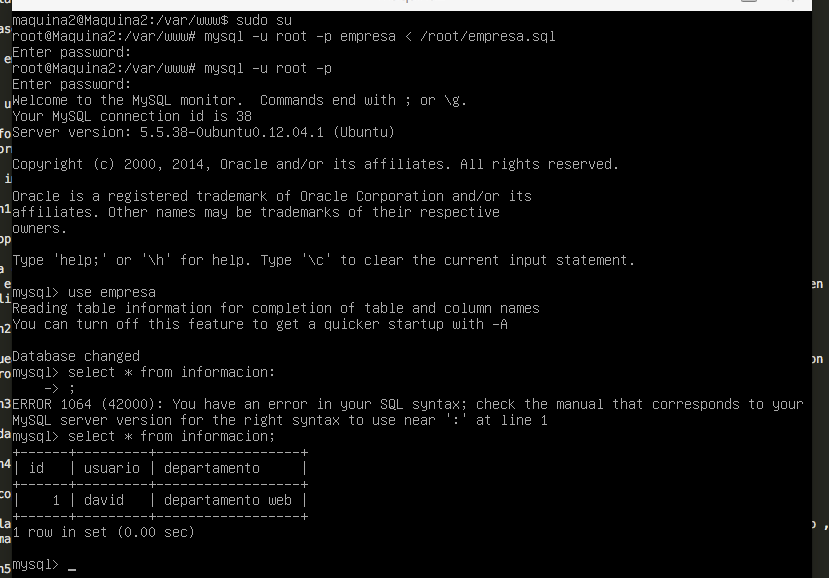 maquina2@Maquina2:/var/www$ sudo su
root@Maquina2:/var/www# mysql -u root -p empresa < /root/empresa.sql
Enter password:
root@Maquina2:/var/www# mysql -u root -p
Enter password:
Welcome to the MySQL monitor.  Commands end with ; or \g.
Your MySQL connection id is 38
Server version: 5.5.38-0ubuntu0.12.04.1 (Ubuntu)
Copyright (c) 2000, 2014, Oracle and/or its affiliates. All rights reserved.
Oracle is a registered trademark of Oracle Corporation and/or its
affiliates. Other names may be trademarks of their respective
owners.
Type 'help;' or '\h' for help. Type '\c' to clear the current input statement.
mysql> use empresa
Reading table information for completion of table and column names
You can turn off this feature to get a quicker startup with -A
Database changed
mysql> select * from informacion:
    -> ;
ERROR 1064 (42000): You have an error in your SQL syntax; check the manual that corresponds to your
MySQL server version for the right syntax to use near ':' at line 1
mysql> select * from informacion;
+------+---------+------------------+
| id   | usuario | departamento     |
+------+---------+------------------+
|    1 | david   | departamento web |
+------+---------+------------------+
1 row in set (0.00 sec)
mysql> _